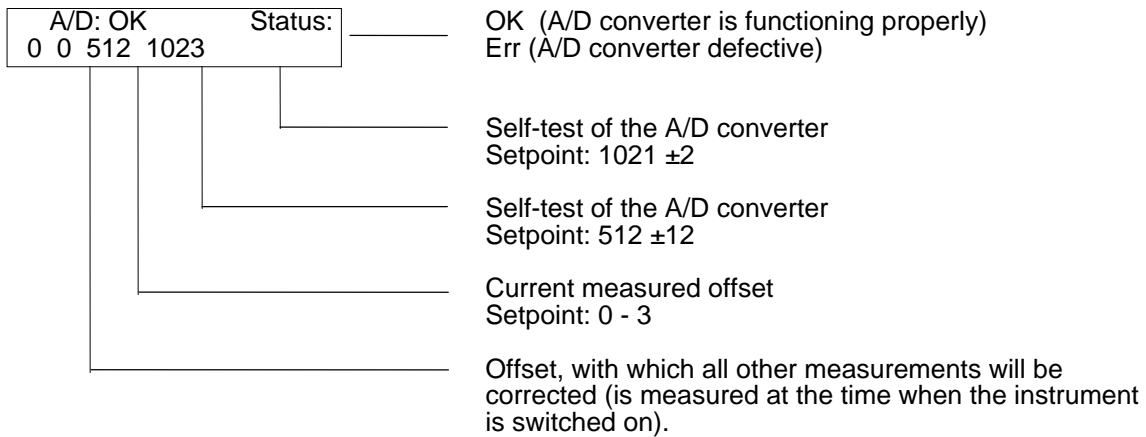 A/D: OK Status:
0 0 512 1023
OK (A/D converter is functioning properly)
Err (A/D converter defective)
Self-test of the A/D converter
Setpoint: 1021 ±2
Self-test of the A/D converter
Setpoint: 512 ±12
Current measured offset
Setpoint: 0 - 3
Offset, with which all other measurements will be
corrected (is measured at the time when the instrument
is switched on).